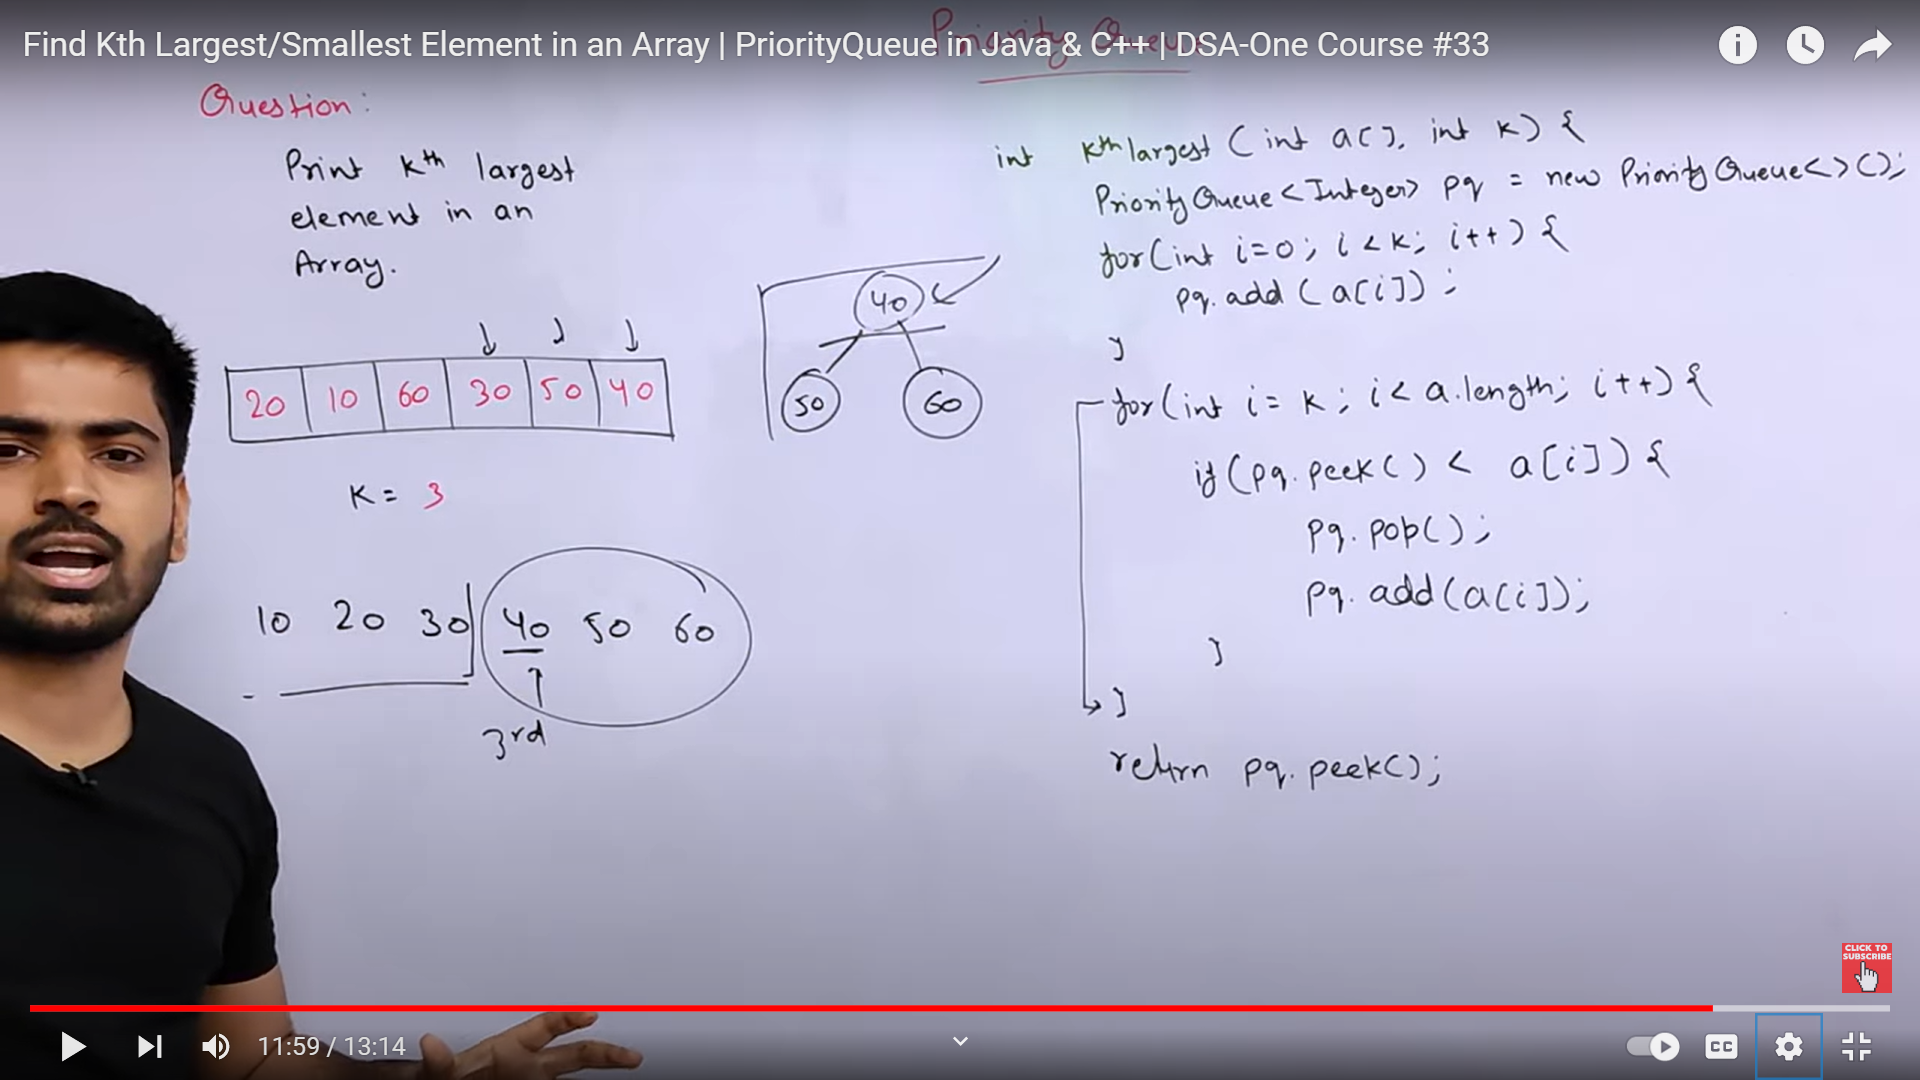 Find Kth Largest/Smallest Element in an Array | PriorityQueue in Java & C++ | DSA-One Course #33
Priority Queue
Question:
Print kth largest
element in an
Array.
20 10 60 30 50 40
K = 3
10 20 30 40 50 60
3rd
40
50 60
int kthlargest (int a[], int k) {
PriorityQueue<Integer> pq = new PriorityQueue<>();
for(int i=0; i<k; i++) {
pq.add (a[i]);
}
for(int i=k; i<a.length; i++) {
if(pq.peek() < a[i]) {
pq.pop();
pq.add(a[i]);
}
}
return pq.peek();
CLICK TO
SUBSCRIBE
11:59 / 13:14
CC